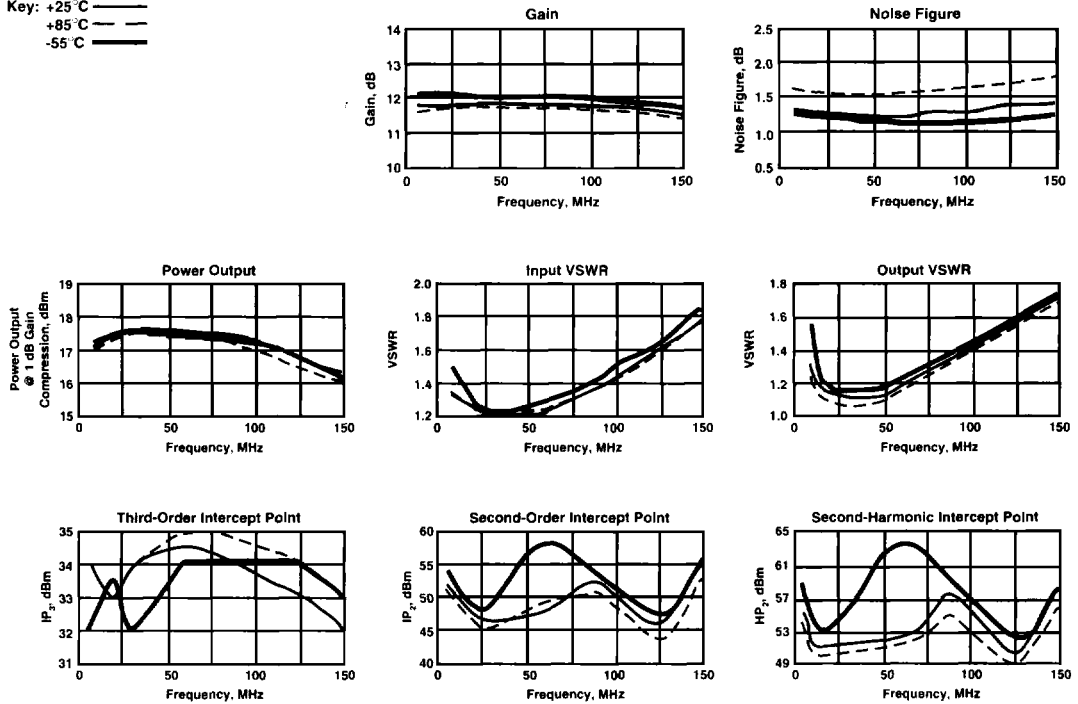 Key: +25°C
+85°C
-55°C
Gain
Gain, dB
14
13
12
11
10
0
50
100
150
Frequency, MHz
Noise Figure
Noise Figure, dB
2.5
2.0
1.5
1.0
0.5
0
50
100
150
Frequency, MHz
Power Output
Power Output
@ 1 dB Gain
Compression, dBm
19
18
17
16
15
0
50
100
150
Frequency, MHz
Input VSWR
VSWR
2.0
1.8
1.6
1.4
1.2
0
50
100
150
Frequency, MHz
Output VSWR
VSWR
1.8
1.6
1.4
1.2
1.0
0
50
100
150
Frequency, MHz
Third-Order Intercept Point
IP3, dBm
35
34
33
32
31
0
50
100
150
Frequency, MHz
Second-Order Intercept Point
IP2, dBm
60
55
50
45
40
0
50
100
150
Frequency, MHz
Second-Harmonic Intercept Point
HP2, dBm
65
61
57
53
49
0
50
100
150
Frequency, MHz